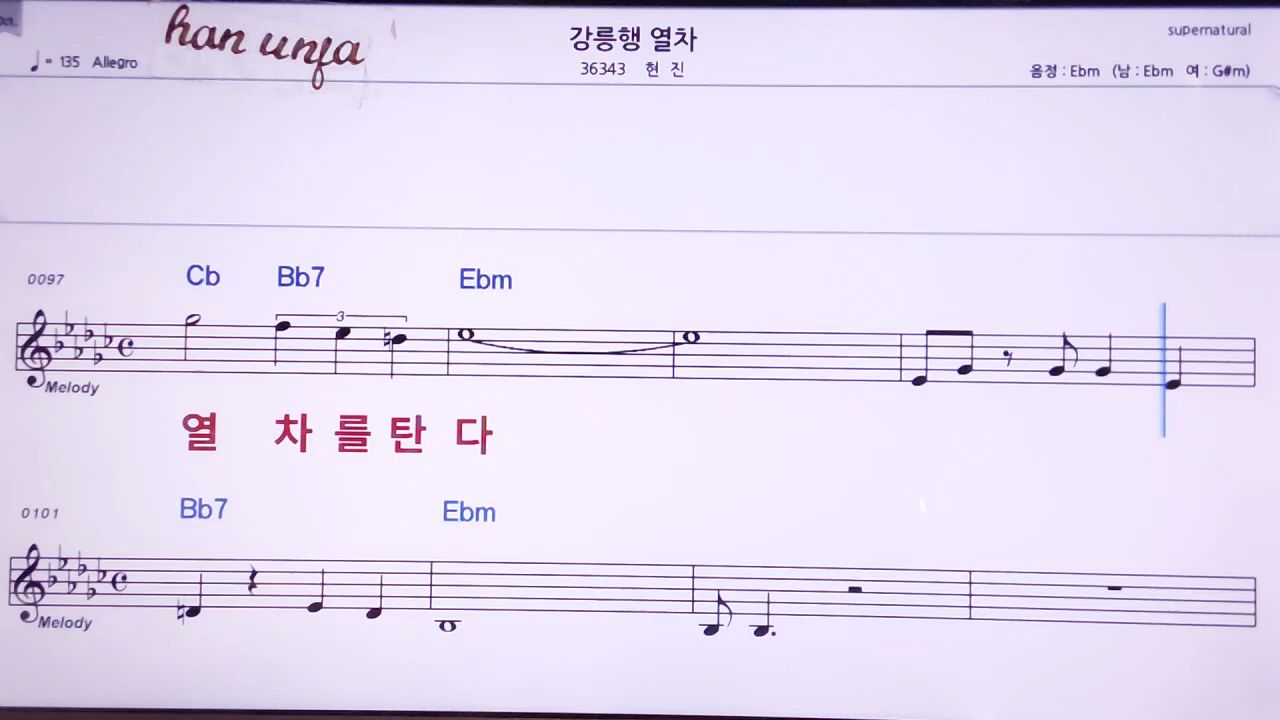 Oct.
han unja
♩= 135 Allegro
강릉행 열차
36343 현 진
supernatural
음정 : Ebm (남 : Ebm 여 : G#m)
0097
Cb Bb7 Ebm
3
Melody
열 차 를 탄 다
0101
Bb7 Ebm
Melody